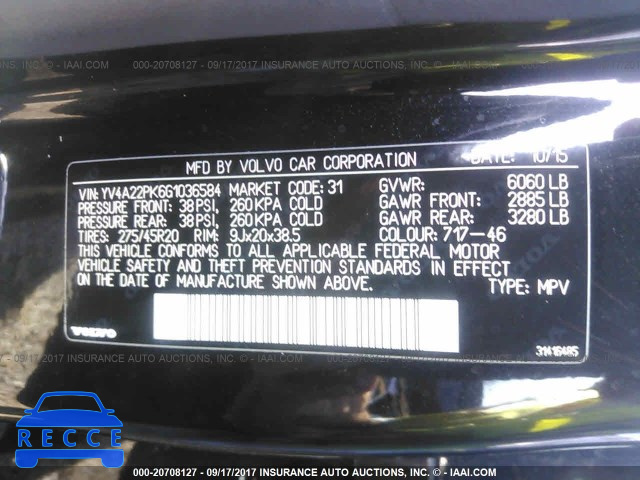 000-20708127 - 09/17/2017 INSURANCE AUTO AUCTIONS, INC. - IAAI.COM
MFD BY VOLVO CAR CORPORATION DATE: 10/15
VIN: YV4A22PK6G1036584 MARKET CODE: 31 GVWR: 6060 LB
PRESSURE FRONT: 38 PSI, 260 KPA COLD GAWR FRONT: 2885 LB
PRESSURE REAR: 38 PSI, 260 KPA COLD GAWR REAR: 3280 LB
TIRES: 275/45R20 RIM: 9Jx20x38.5 COLOUR: 717-46
THIS VEHICLE CONFORMS TO ALL APPLICABLE FEDERAL MOTOR
VEHICLE SAFETY AND THEFT PREVENTION STANDARDS IN EFFECT
ON THE DATE OF MANUFACTURE SHOWN ABOVE. TYPE: MPV
VOLVO
31416485
RECCE
000-20708127 - 09/17/2017 INSURANCE AUTO AUCTIONS, INC. - IAAI.COM